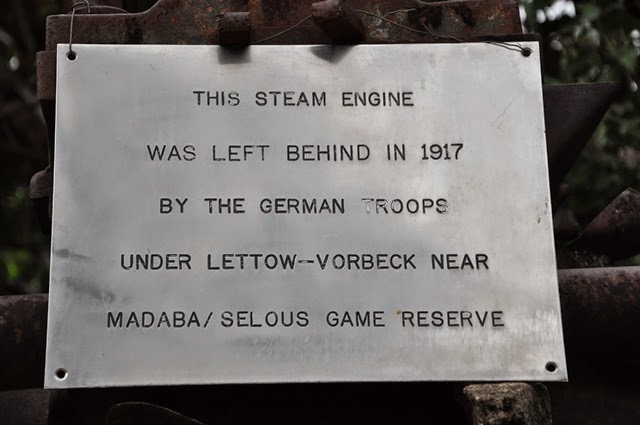 THIS STEAM ENGINE
WAS LEFT BEHIND IN 1917
BY THE GERMAN TROOPS
UNDER LETTOW--VORBECK NEAR
MADABA/SELOUS GAME RESERVE